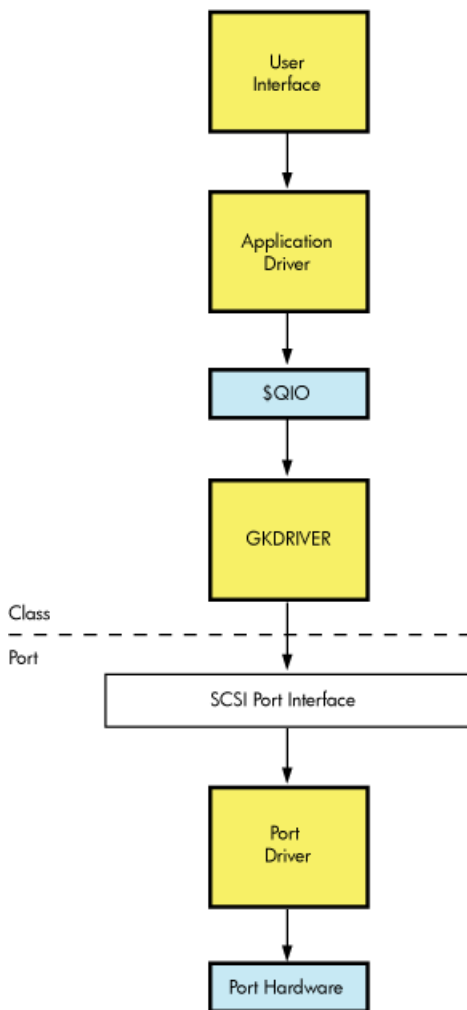 User
Interface
Application
Driver
$QIO
GKDRIVER
Class
Port
SCSI Port Interface
Port
Driver
Port Hardware